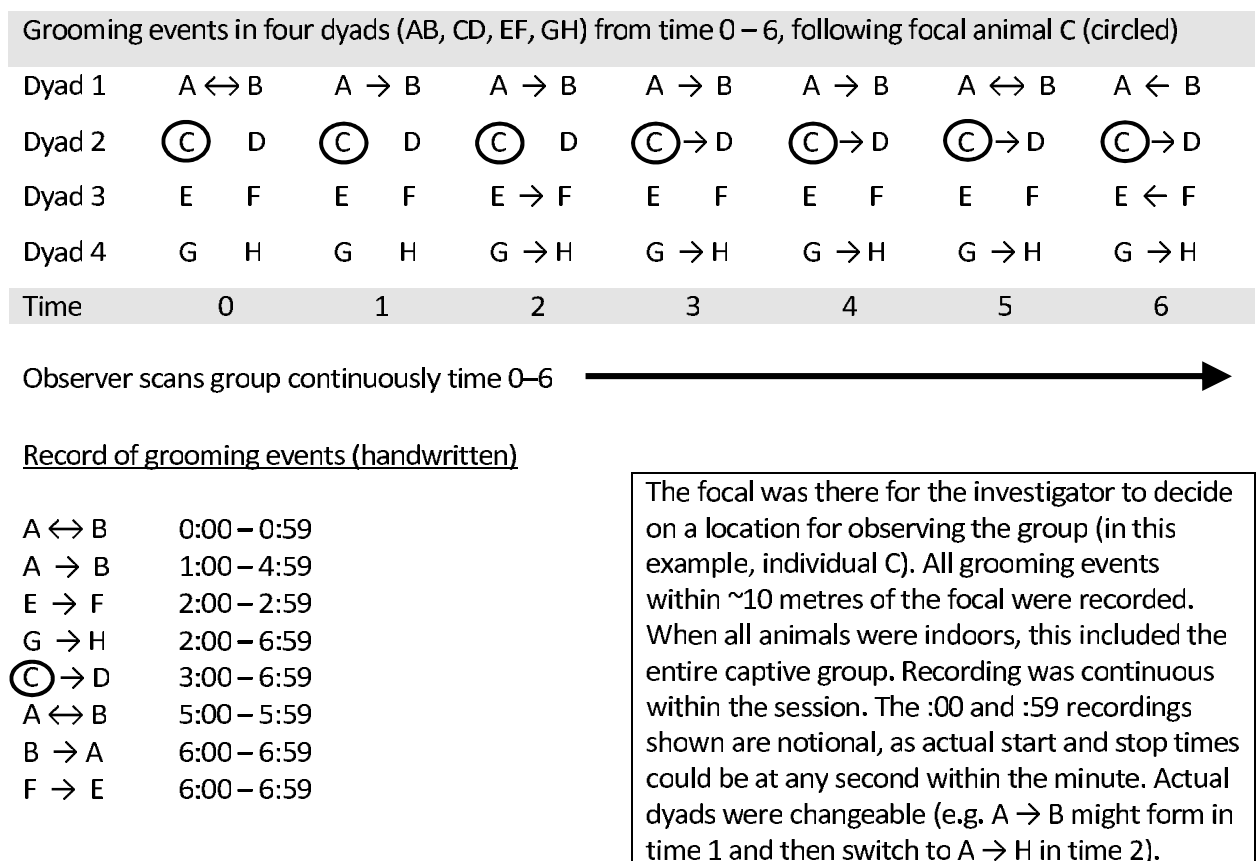 Grooming events in four dyads (AB, CD, EF, GH) from time 0 – 6, following focal animal C (circled)
Dyad 1 A ↔ B A → B A → B A → B A → B A ↔ B A ← B
Dyad 2 C D C D C D C → D C → D C → D C → D
Dyad 3 E F E F E → F E F E F E F E ← F
Dyad 4 G H G H G → H G → H G → H G → H G → H
Time 0 1 2 3 4 5 6
Observer scans group continuously time 0–6
Record of grooming events (handwritten)
A ↔ B 0:00 – 0:59
A → B 1:00 – 4:59
E → F 2:00 – 2:59
G → H 2:00 – 6:59
C → D 3:00 – 6:59
A ↔ B 5:00 – 5:59
B → A 6:00 – 6:59
F → E 6:00 – 6:59
The focal was there for the investigator to decide
on a location for observing the group (in this
example, individual C). All grooming events
within ~10 metres of the focal were recorded.
When all animals were indoors, this included the
entire captive group. Recording was continuous
within the session. The :00 and :59 recordings
shown are notional, as actual start and stop times
could be at any second within the minute. Actual
dyads were changeable (e.g. A → B might form in
time 1 and then switch to A → H in time 2).